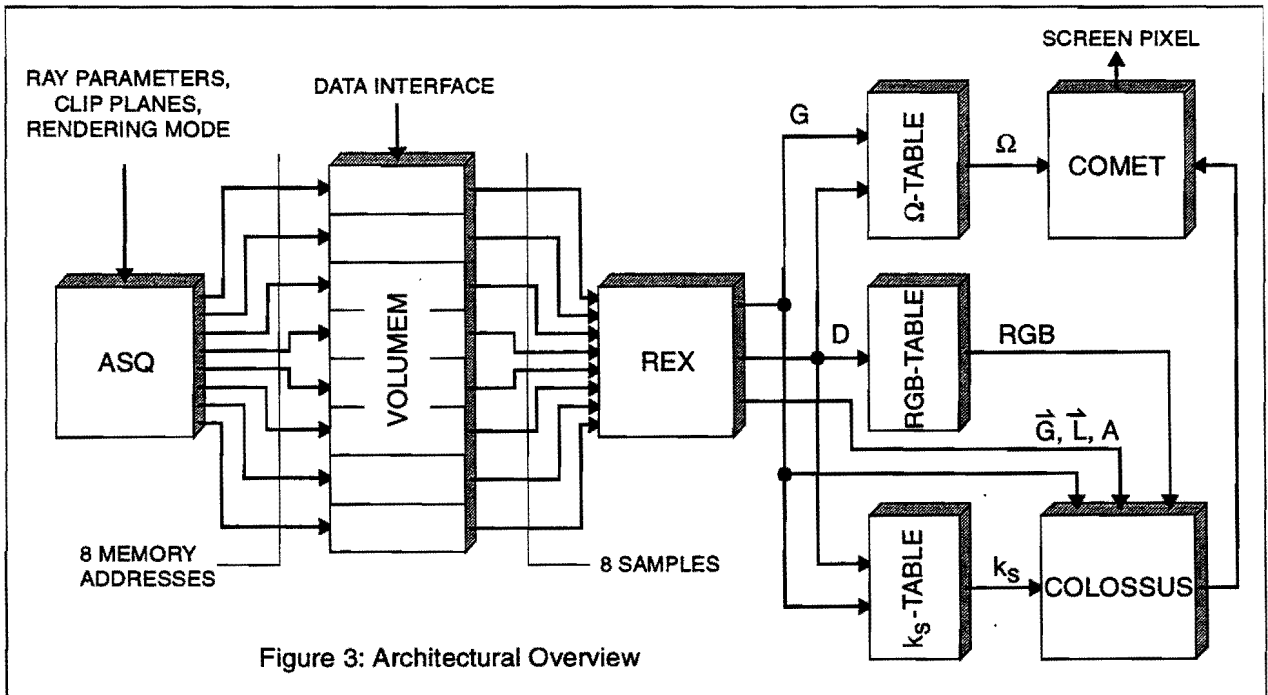 SCREEN PIXEL
RAY PARAMETERS,
CLIP PLANES,
RENDERING MODE
DATA INTERFACE
G
Ω-TABLE
Ω
COMET
ASQ
VOLUMEM
REX
D
RGB-TABLE
RGB
G⃗, L⃗, A
8 MEMORY
ADDRESSES
8 SAMPLES
kS-TABLE
kS
COLOSSUS
Figure 3: Architectural Overview